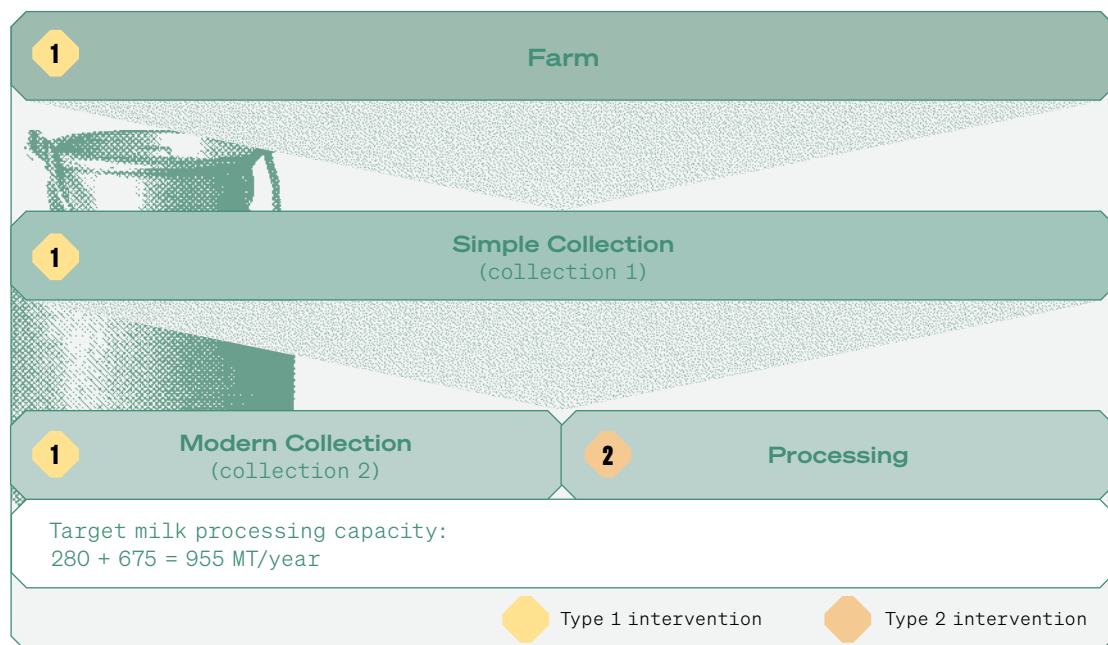 1
Farm
1
Simple Collection
(collection 1)
1
Modern Collection
(collection 2)
2
Processing
Target milk processing capacity:
280 + 675 = 955 MT/year
Type 1 intervention
Type 2 intervention